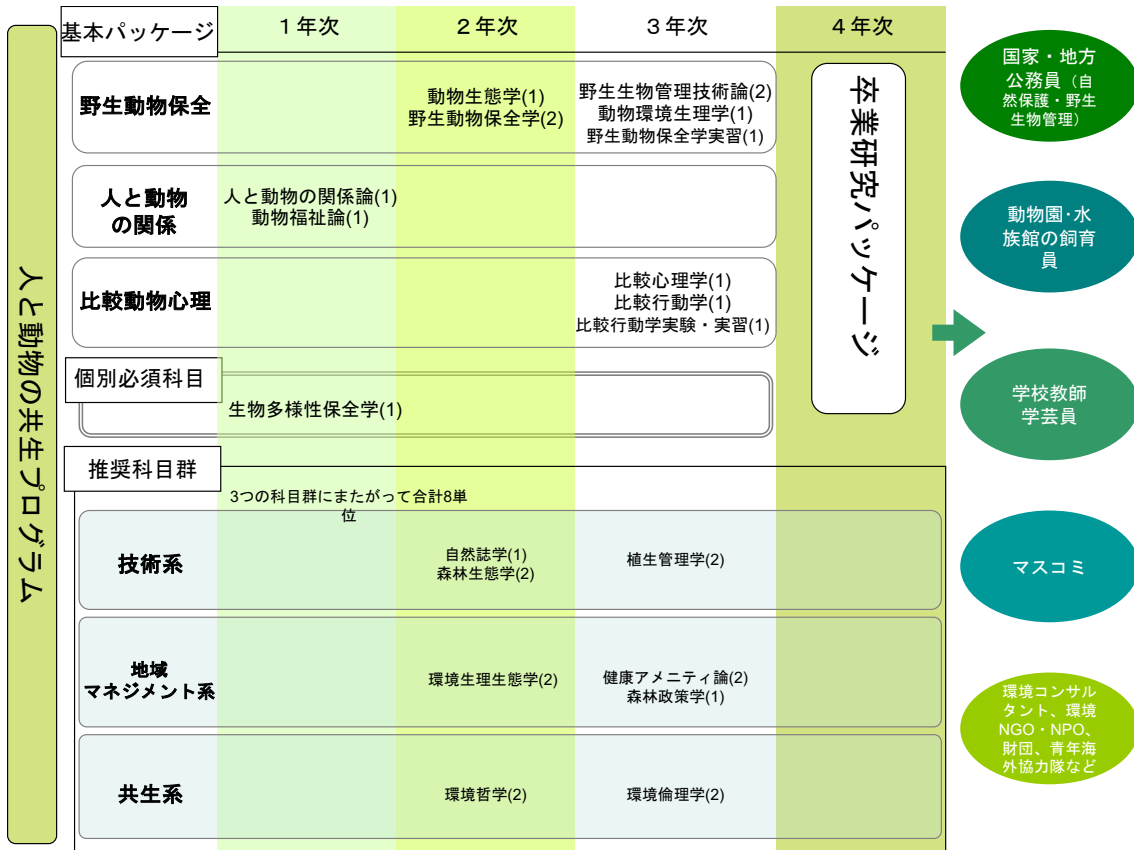 人と動物の共生プログラム
基本パッケージ
１年次
２年次
３年次
４年次
野生動物保全
動物生態学(1)
野生動物保全学(2)
野生生物管理技術論(2)
動物環境生理学(1)
野生動物保全学実習(1)
人と動物
の関係
人と動物の関係論(1)
動物福祉論(1)
比較動物心理
比較心理学(1)
比較行動学(1)
比較行動学実験・実習(1)
卒業研究パッケージ
個別必須科目
生物多様性保全学(1)
推奨科目群
3つの科目群にまたがって合計8単
位
技術系
自然誌学(1)
森林生態学(2)
植生管理学(2)
地域
マネジメント系
環境生理生態学(2)
健康アメニティ論(2)
森林政策学(1)
共生系
環境哲学(2)
環境倫理学(2)
国家・地方
公務員（自
然保護・野生
生物管理）
動物園・水
族館の飼育
員
学校教師
学芸員
マスコミ
環境コンサル
タント、環境
NGO・NPO、
財団、青年海
外協力隊など